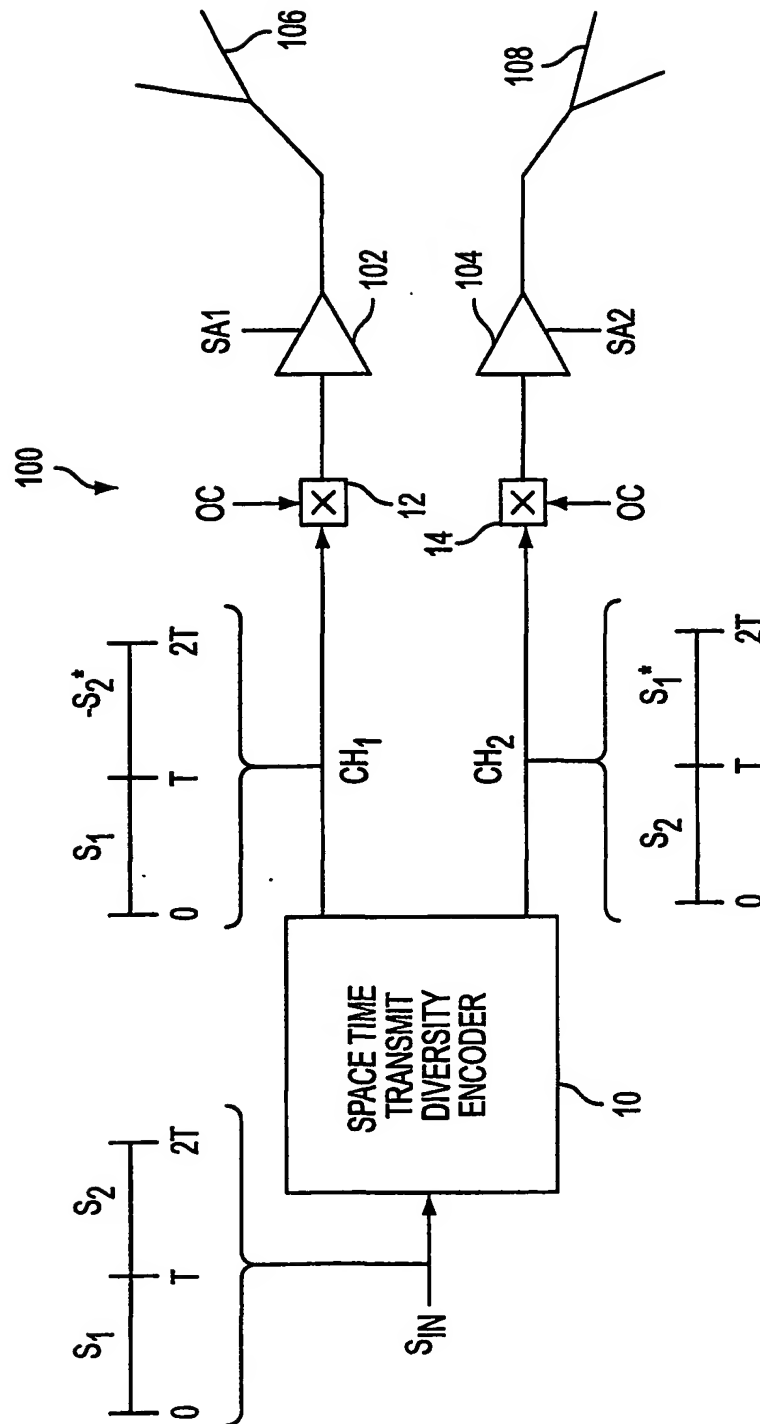 100
S1 S2
0 T 2T
SIN
SPACE TIME
TRANSMIT
DIVERSITY
ENCODER
10
S1 -S2*
0 T 2T
CH1
CH2
S2 S1*
0 T 2T
OC
12
14
OC
SA1
102
104
SA2
106
108